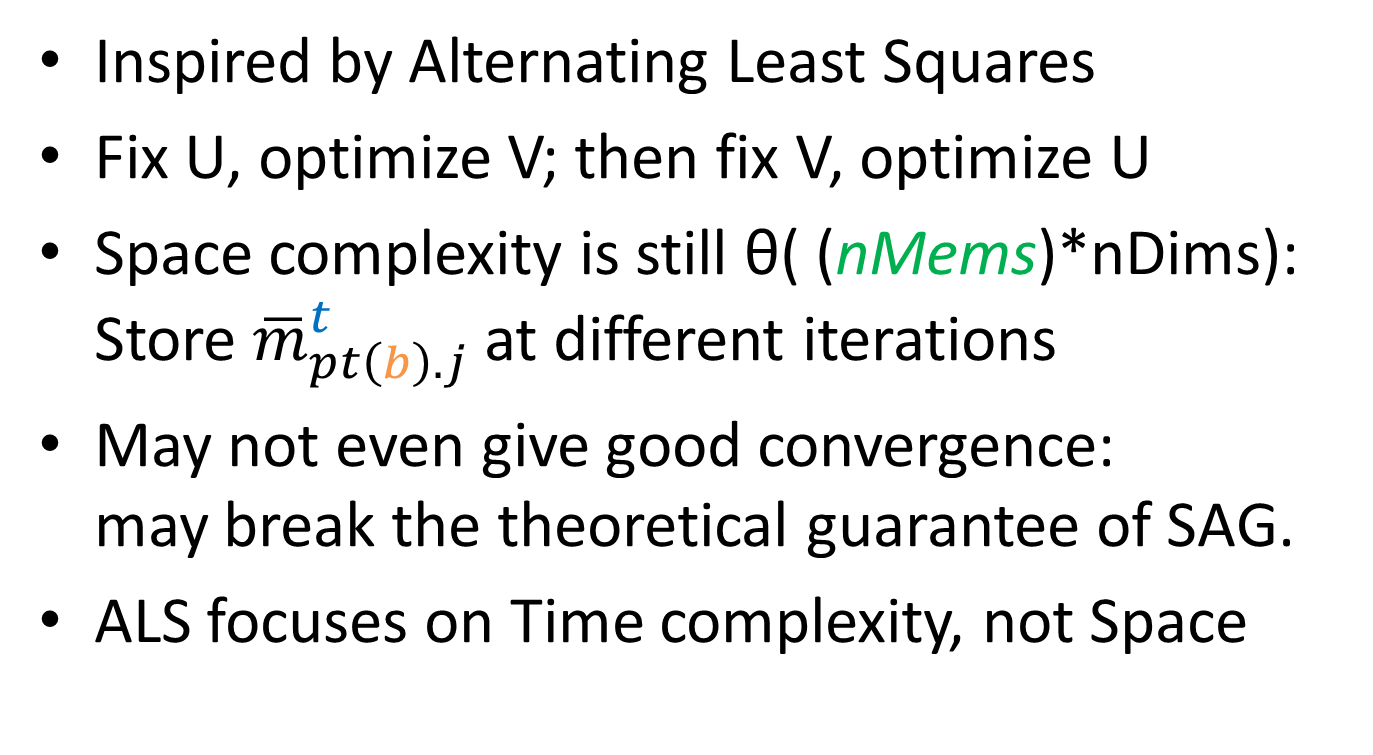 • Inspired by Alternating Least Squares
• Fix U, optimize V; then fix V, optimize U
• Space complexity is still θ( (nMems)*nDims):
Store m̅ᵗ_pt(b).j at different iterations
• May not even give good convergence:
may break the theoretical guarantee of SAG.
• ALS focuses on Time complexity, not Space